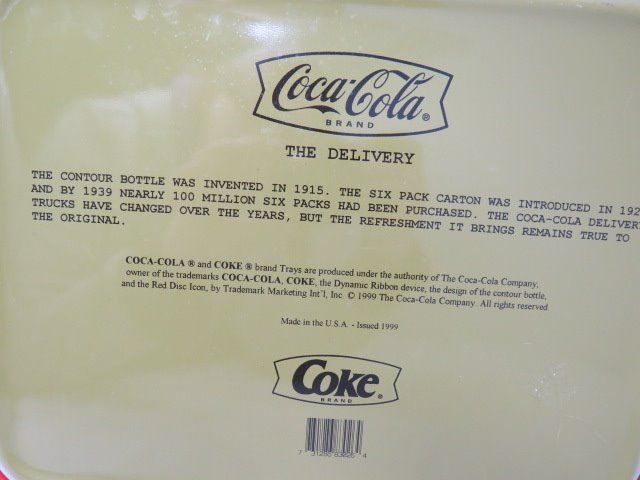 Coca-Cola®
BRAND
THE DELIVERY
THE CONTOUR BOTTLE WAS INVENTED IN 1915. THE SIX PACK CARTON WAS INTRODUCED IN 192
AND BY 1939 NEARLY 100 MILLION SIX PACKS HAD BEEN PURCHASED. THE COCA-COLA DELIVER
TRUCKS HAVE CHANGED OVER THE YEARS, BUT THE REFRESHMENT IT BRINGS REMAINS TRUE TO
THE ORIGINAL.
COCA-COLA ® and COKE ® brand Trays are produced under the authority of The Coca-Cola Company,
owner of the trademarks COCA-COLA, COKE, the Dynamic Ribbon device, the design of the contour bottle,
and the Red Disc Icon, by Trademark Marketing Int'l, Inc. © 1999 The Coca-Cola Company. All rights reserved
Made in the U.S.A. - Issued 1999
Coke®
BRAND